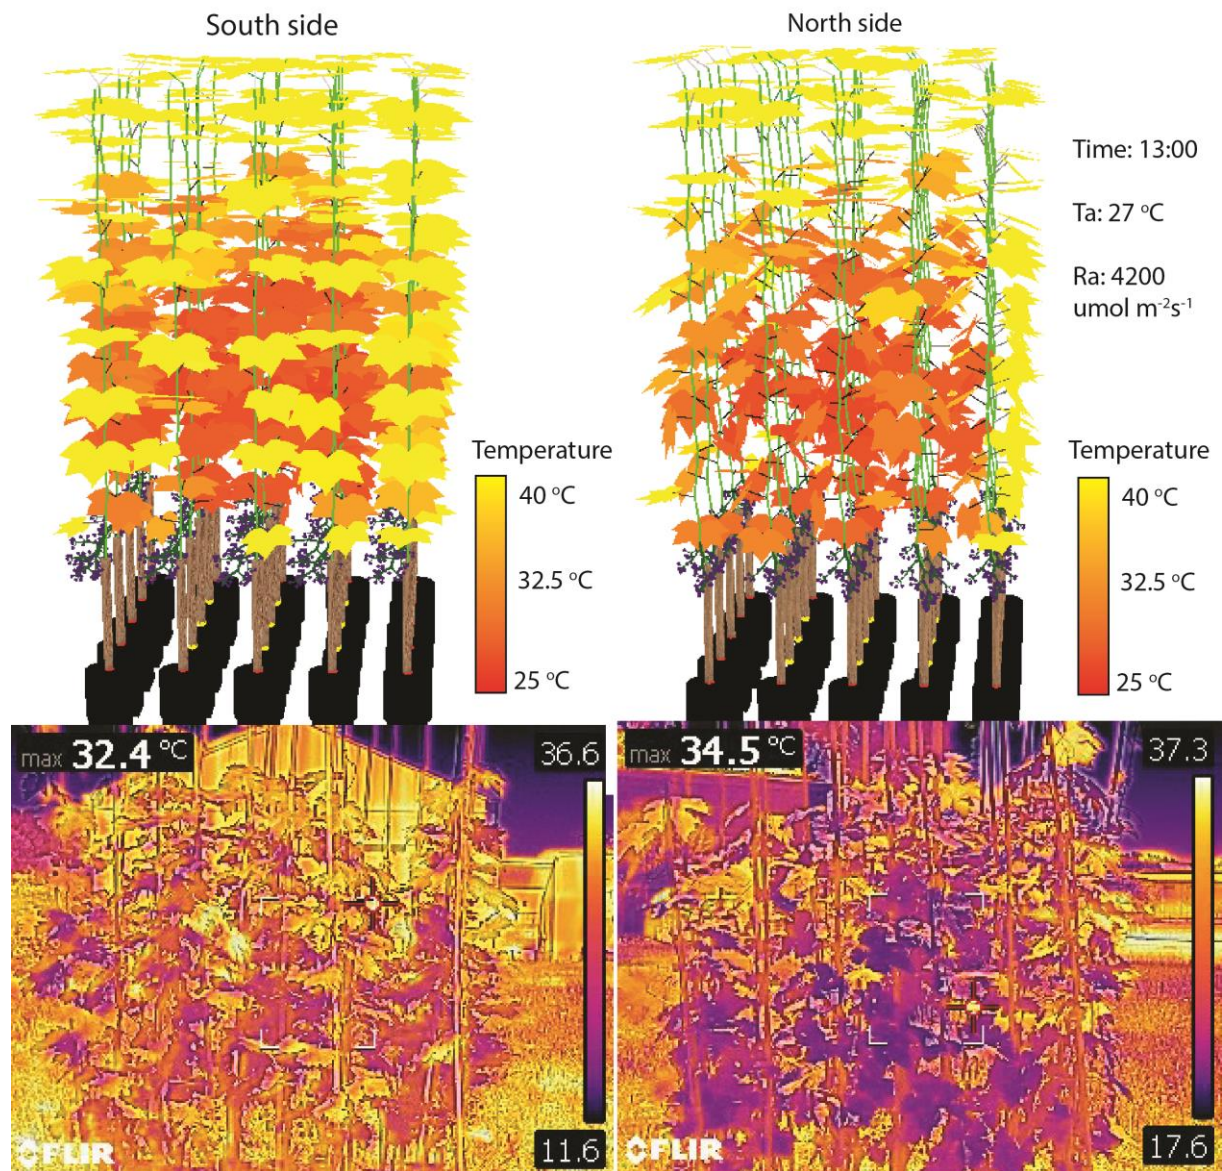 South side
North side
Time: 13:00
Ta: 27 °C
Ra: 4200
umol m⁻²s⁻¹
Temperature
40 °C
32.5 °C
25 °C
Temperature
40 °C
32.5 °C
25 °C
max 32.4 °C
36.6
11.6
FLIR
max 34.5 °C
37.3
17.6
FLIR